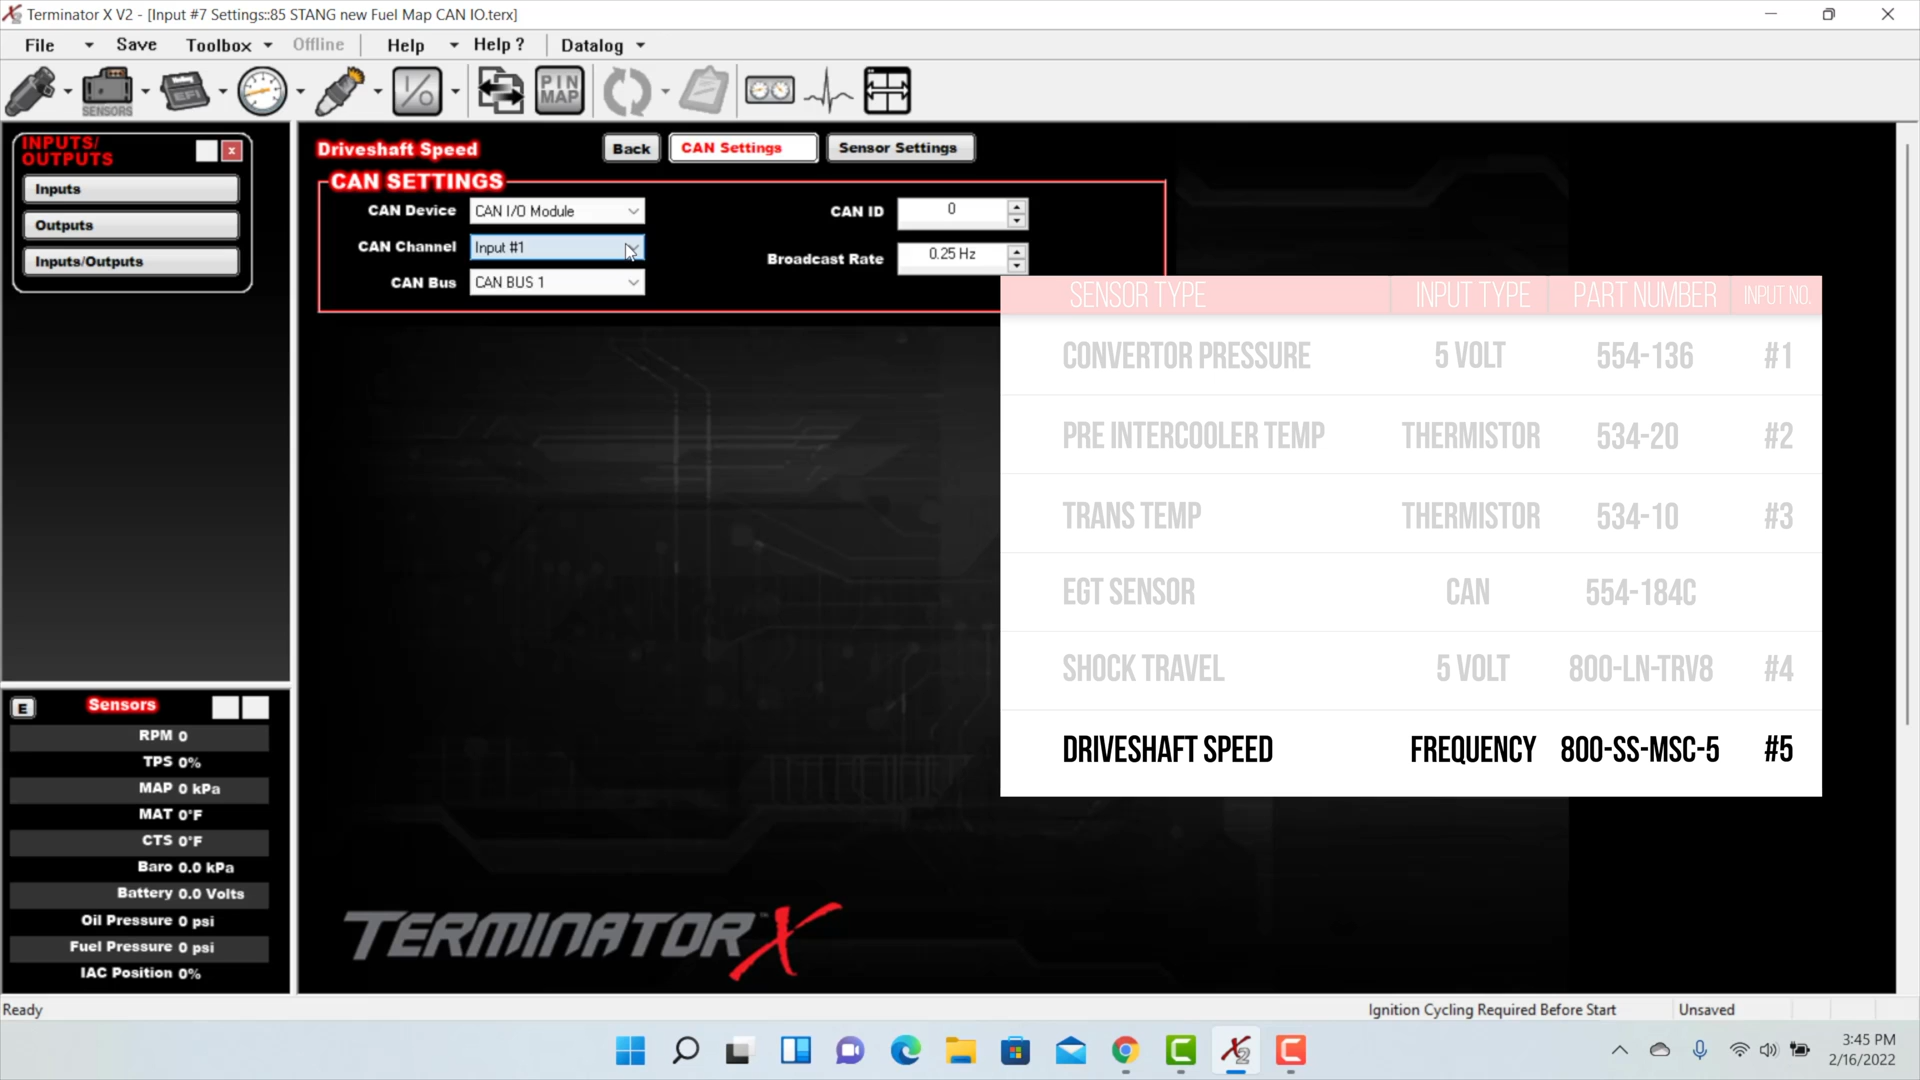 Terminator X V2 - [Input #7 Settings::85 STANG new Fuel Map CAN IO.terx]
File Save Toolbox Offline Help Help ? Datalog
SENSORS EFI I/O PIN MAP
INPUTS/
OUTPUTS
x
Inputs
Outputs
Inputs/Outputs
Driveshaft Speed Back CAN Settings Sensor Settings
CAN SETTINGS
CAN Device CAN I/O Module CAN ID 0
CAN Channel Input #1 Broadcast Rate 0.25 Hz
CAN Bus CAN BUS 1
SENSOR TYPE INPUT TYPE PART NUMBER INPUT NO.
CONVERTOR PRESSURE 5 VOLT 554-136 #1
PRE INTERCOOLER TEMP THERMISTOR 534-20 #2
TRANS TEMP THERMISTOR 534-10 #3
EGT SENSOR CAN 554-184C
SHOCK TRAVEL 5 VOLT 800-LN-TRV8 #4
DRIVESHAFT SPEED FREQUENCY 800-SS-MSC-5 #5
E Sensors
RPM 0
TPS 0%
MAP 0 kPa
MAT 0°F
CTS 0°F
Baro 0.0 kPa
Battery 0.0 Volts
Oil Pressure 0 psi
Fuel Pressure 0 psi
IAC Position 0%
TERMINATOR X ™
Ready Ignition Cycling Required Before Start Unsaved
3:45 PM
2/16/2022